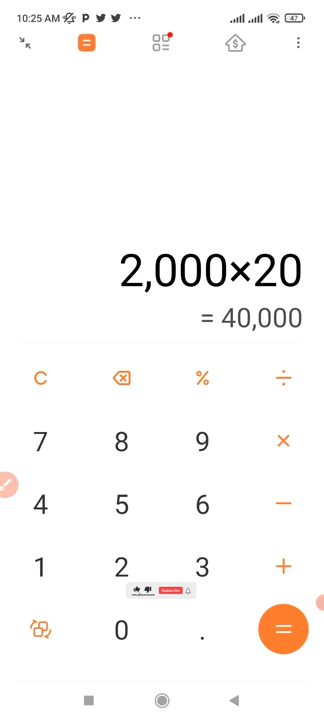 10:25 AM
47
2,000×20
= 40,000
C % ÷
7 8 9 ×
4 5 6 −
1 2 3 +
Subscribe
0 . =